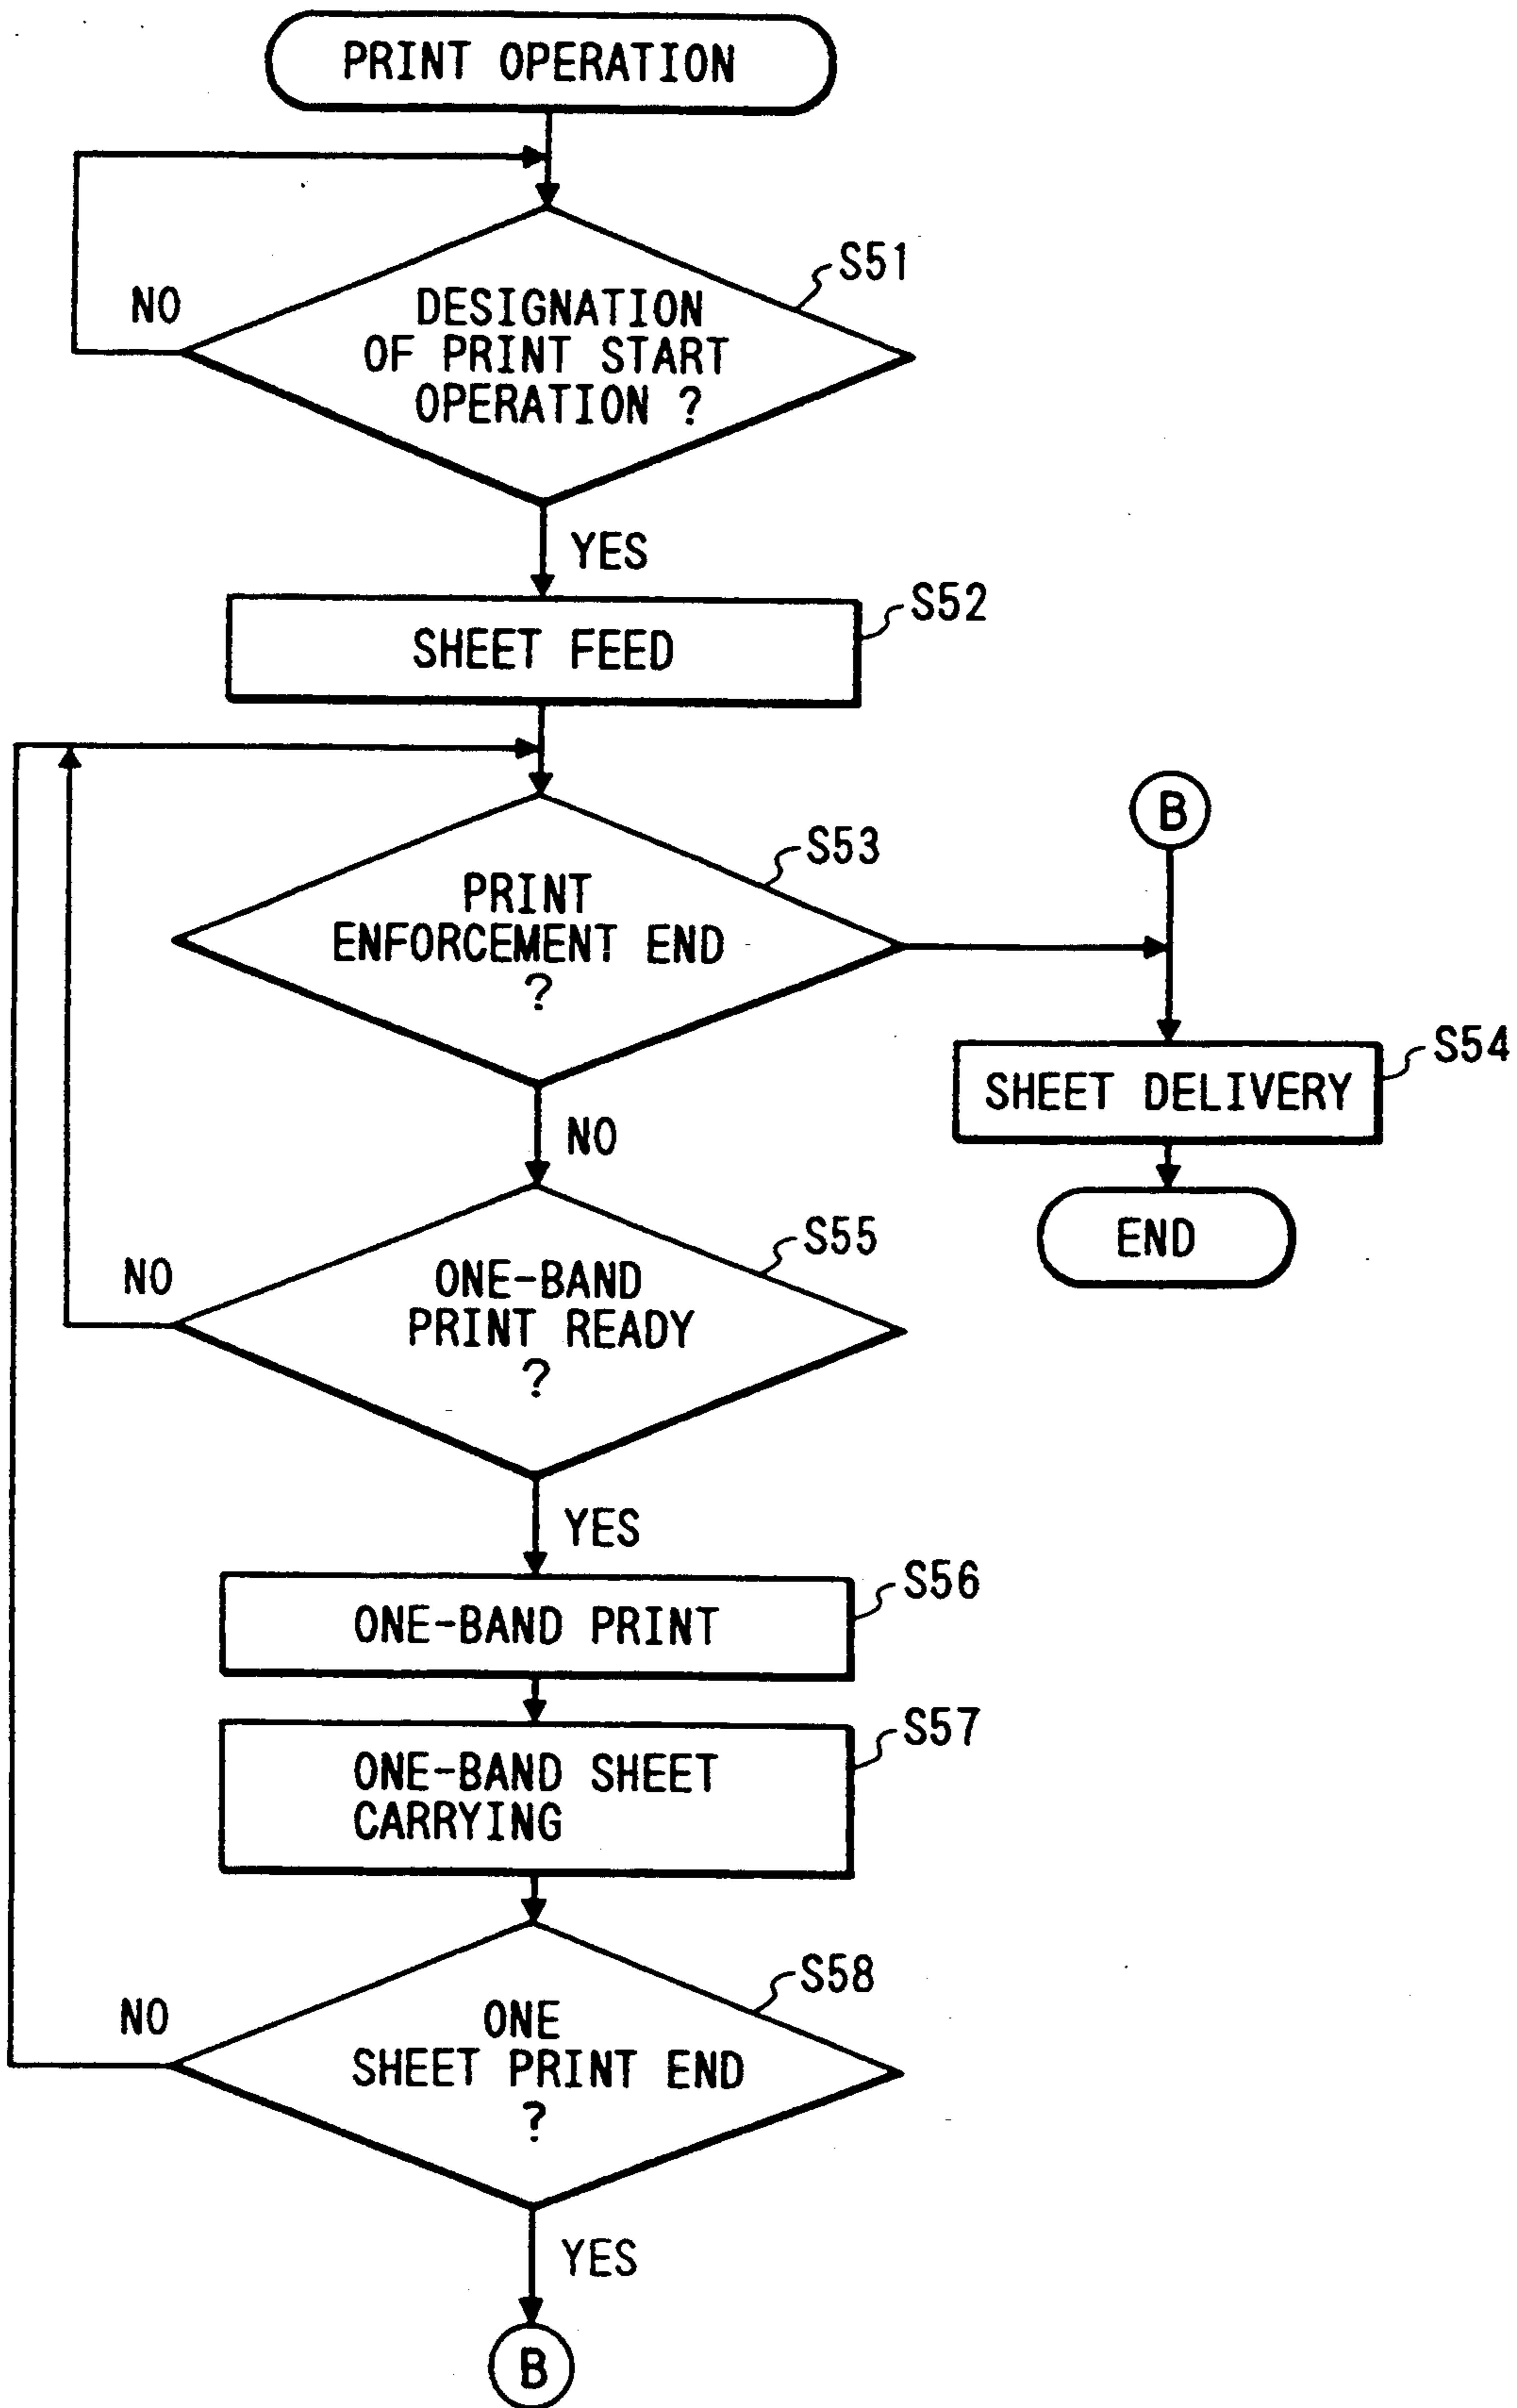 PRINT OPERATION
S51
NO
DESIGNATION
OF PRINT START
OPERATION ?
YES
S52
SHEET FEED
B
S53
PRINT
ENFORCEMENT END
?
S54
SHEET DELIVERY
NO
END
S55
NO
ONE-BAND
PRINT READY
?
YES
S56
ONE-BAND PRINT
S57
ONE-BAND SHEET
CARRYING
S58
NO
ONE
SHEET PRINT END
?
YES
B